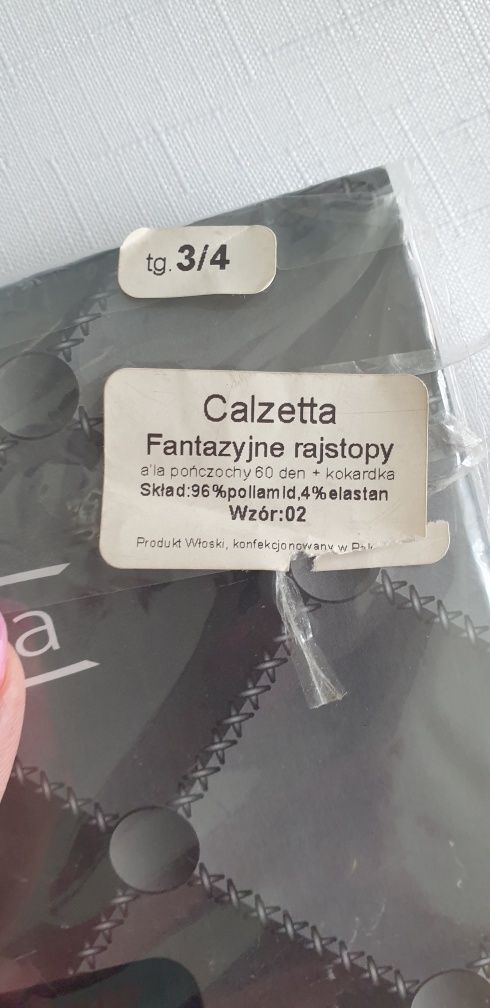 tg. 3/4
Calzetta
Fantazyjne rajstopy
a'la pończochy 60 den + kokardka
Skład:96%poliamid,4%elastan
Wzór:02
Produkt Włoski, konfekcjonowany w
a